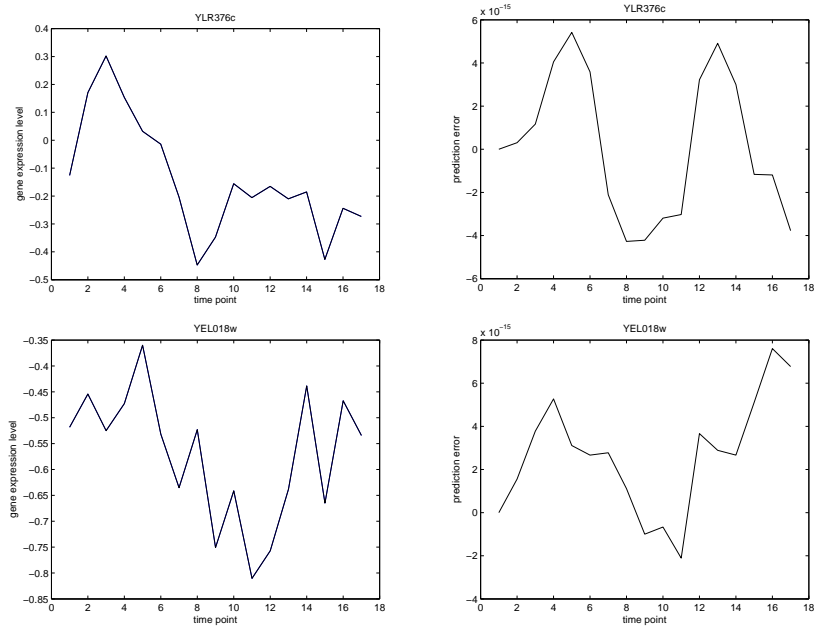 YLR376c
0.4
0.3
0.2
0.1
0
−0.1
−0.2
−0.3
−0.4
−0.5
gene expression level
0 2 4 6 8 10 12 14 16 18
time point
YLR376c
x 10⁻¹⁵
6
4
2
0
−2
−4
−6
prediction error
0 2 4 6 8 10 12 14 16 18
time point
YEL018w
−0.35
−0.4
−0.45
−0.5
−0.55
−0.6
−0.65
−0.7
−0.75
−0.8
−0.85
gene expression level
0 2 4 6 8 10 12 14 16 18
time point
YEL018w
x 10⁻¹⁵
8
6
4
2
0
−2
−4
prediction error
0 2 4 6 8 10 12 14 16 18
time point